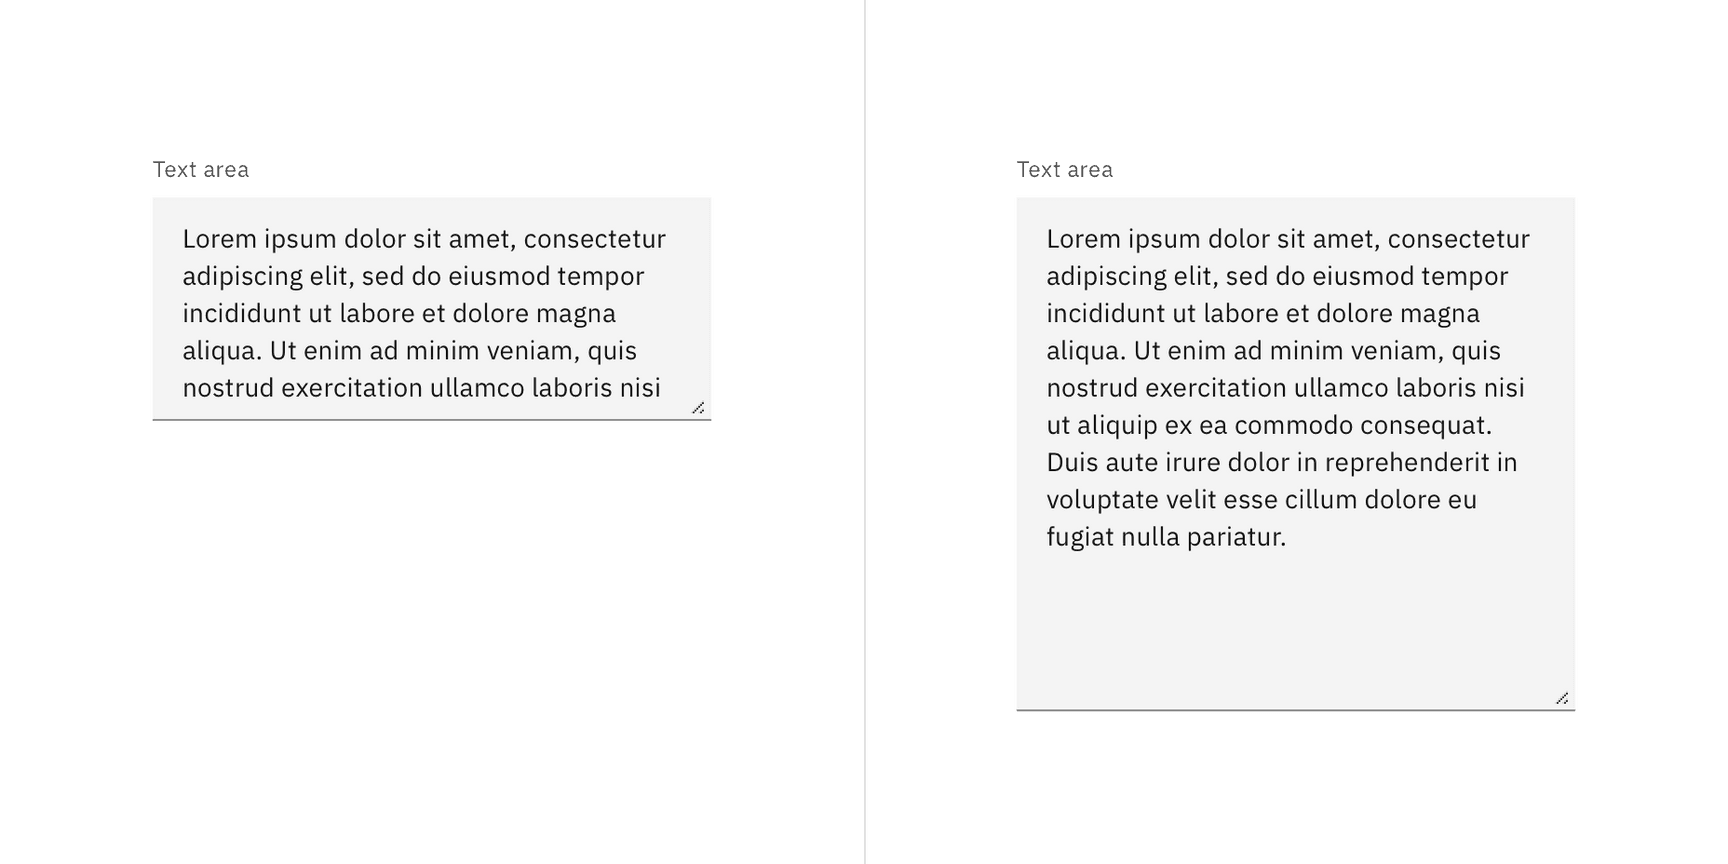 Text area
Lorem ipsum dolor sit amet, consectetur
adipiscing elit, sed do eiusmod tempor
incididunt ut labore et dolore magna
aliqua. Ut enim ad minim veniam, quis
nostrud exercitation ullamco laboris nisi
Text area
Lorem ipsum dolor sit amet, consectetur
adipiscing elit, sed do eiusmod tempor
incididunt ut labore et dolore magna
aliqua. Ut enim ad minim veniam, quis
nostrud exercitation ullamco laboris nisi
ut aliquip ex ea commodo consequat.
Duis aute irure dolor in reprehenderit in
voluptate velit esse cillum dolore eu
fugiat nulla pariatur.